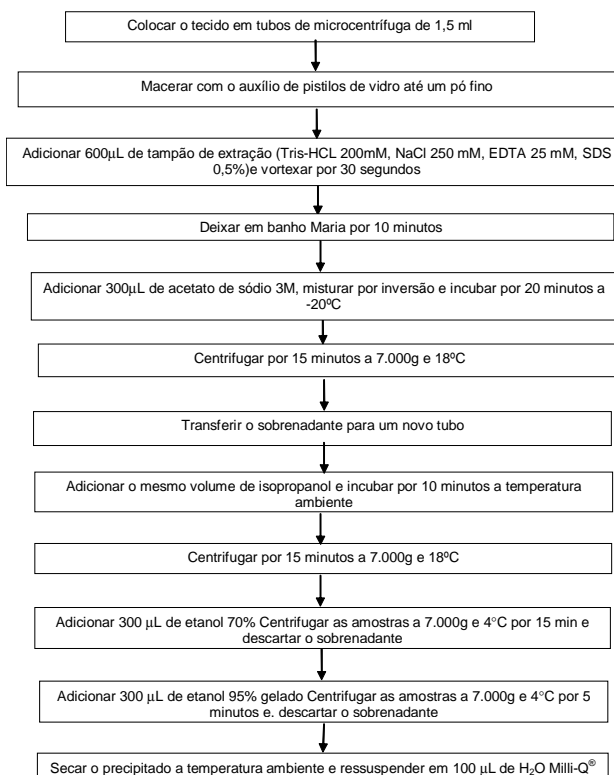 Colocar o tecido em tubos de microcentrífuga de 1,5 ml
Macerar com o auxílio de pistilos de vidro até um pó fino
Adicionar 600µL de tampão de extração (Tris-HCL 200mM, NaCl 250 mM, EDTA 25 mM, SDS
0,5%)e vortexar por 30 segundos
Deixar em banho Maria por 10 minutos
Adicionar 300µL de acetato de sódio 3M, misturar por inversão e incubar por 20 minutos a
-20ºC
Centrifugar por 15 minutos a 7.000g e 18ºC
Transferir o sobrenadante para um novo tubo
Adicionar o mesmo volume de isopropanol e incubar por 10 minutos a temperatura
ambiente
Centrifugar por 15 minutos a 7.000g e 18ºC
Adicionar 300 µL de etanol 70% Centrifugar as amostras a 7.000g e 4°C por 15 min e
descartar o sobrenadante
Adicionar 300 µL de etanol 95% gelado Centrifugar as amostras a 7.000g e 4°C por 5
minutos e. descartar o sobrenadante
Secar o precipitado a temperatura ambiente e ressuspender em 100 µL de H₂O Milli-Q®